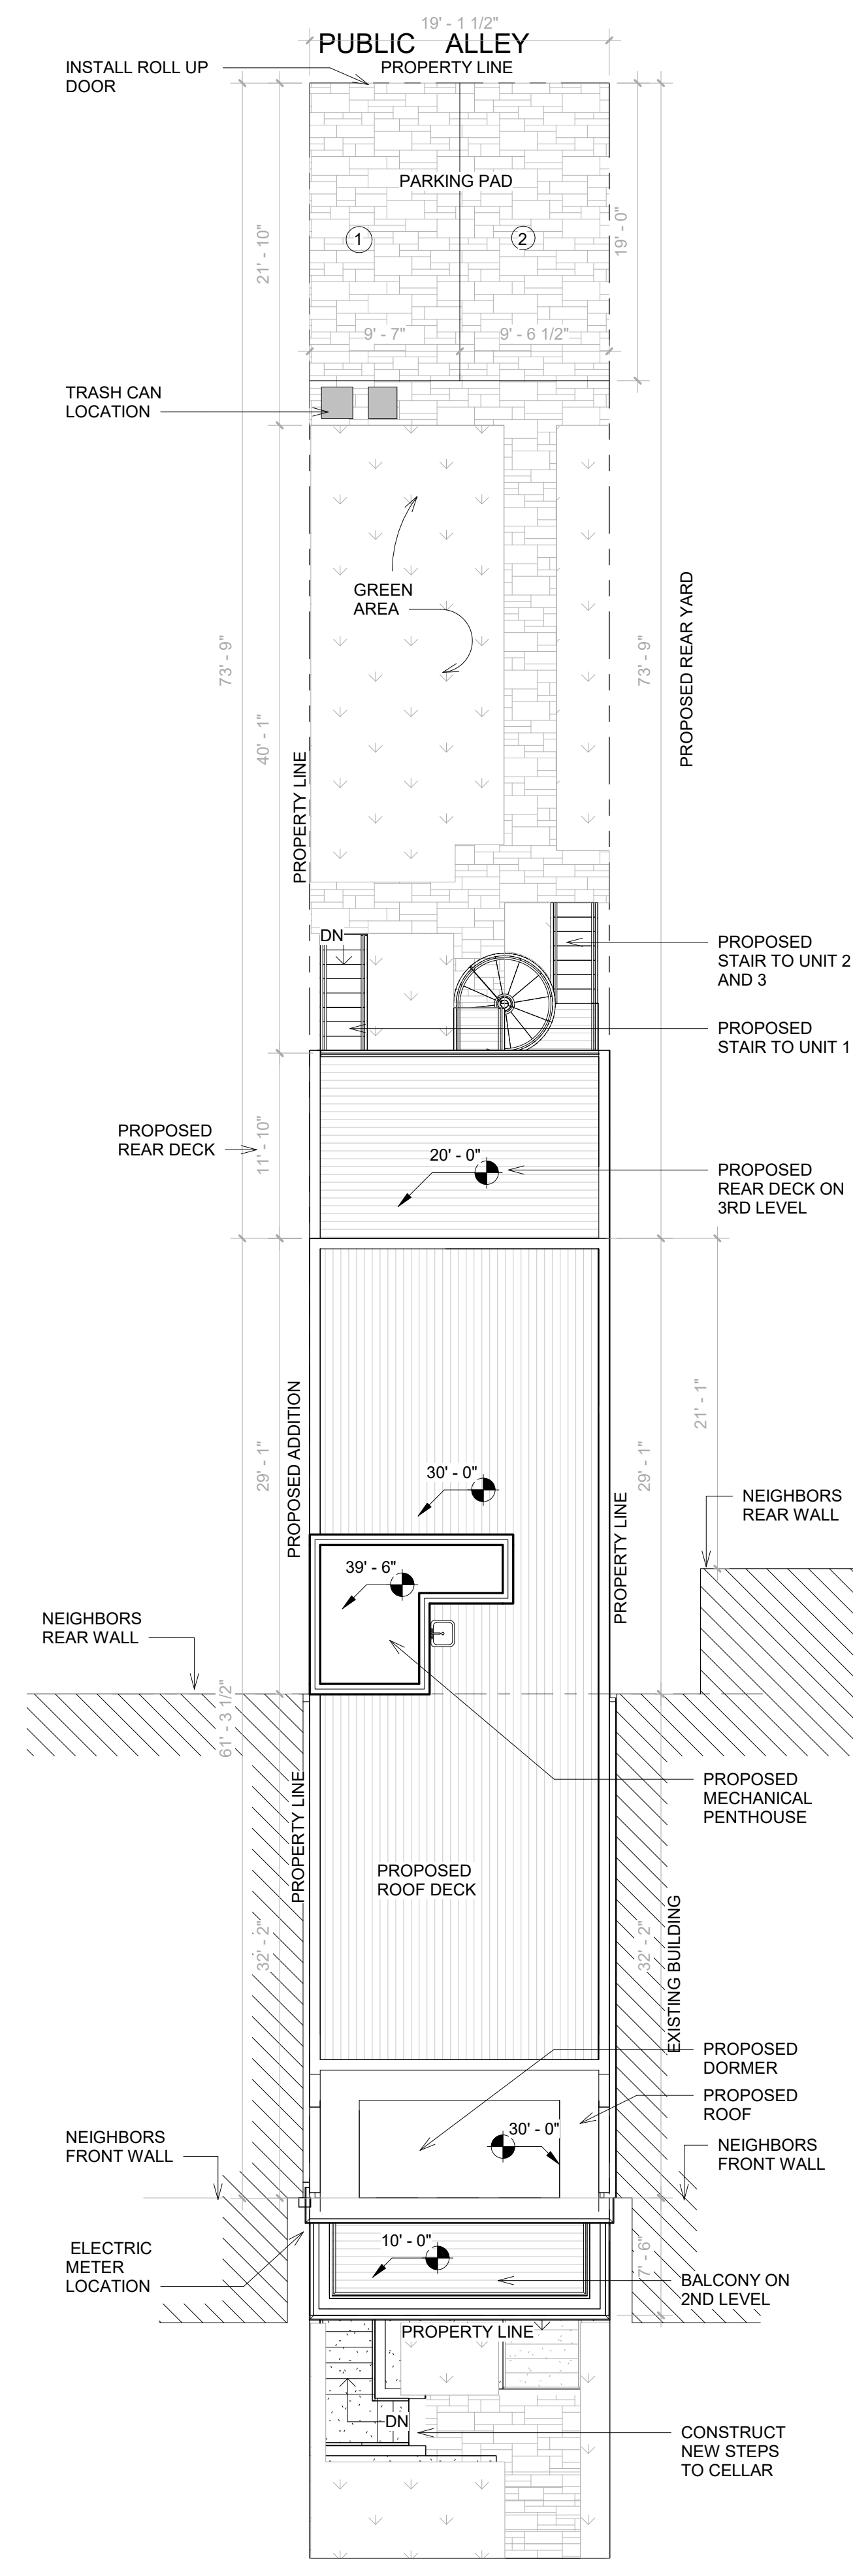 19' - 1 1/2"
PUBLIC ALLEY
PROPERTY LINE
INSTALL ROLL UP
DOOR
PARKING PAD
1
2
21' - 10"
19' - 0"
9' - 7"
9' - 6 1/2"
TRASH CAN
LOCATION
GREEN
AREA
73' - 9"
73' - 9"
PROPOSED REAR YARD
40' - 1"
PROPERTY LINE
DN
PROPOSED
STAIR TO UNIT 2
AND 3
PROPOSED
STAIR TO UNIT 1
PROPOSED
REAR DECK
11' - 10"
20' - 0"
PROPOSED
REAR DECK ON
3RD LEVEL
21' - 1"
PROPOSED ADDITION
29' - 1"
29' - 1"
30' - 0"
PROPERTY LINE
NEIGHBORS
REAR WALL
39' - 6"
NEIGHBORS
REAR WALL
61' - 3 1/2"
PROPOSED
MECHANICAL
PENTHOUSE
PROPERTY LINE
PROPOSED
ROOF DECK
32' - 2"
32' - 2"
EXISTING BUILDING
PROPOSED
DORMER
PROPOSED
ROOF
30' - 0"
NEIGHBORS
FRONT WALL
NEIGHBORS
FRONT WALL
10' - 0"
ELECTRIC
METER
LOCATION
7' - 6"
BALCONY ON
2ND LEVEL
PROPERTY LINE
DN
CONSTRUCT
NEW STEPS
TO CELLAR